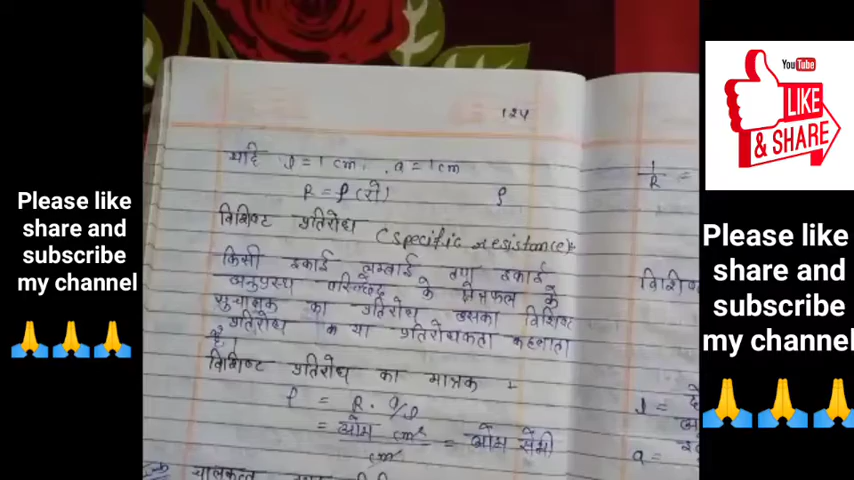 Please like
share and
subscribe
my channel
124
यदि l = 1 cm, a = 1 cm
R = ρ (रो) ρ
विशिष्ट प्रतिरोध (specific resistance)
किसी इकाई लम्बाई तथा इकाई
अनुप्रस्थ परिच्छेद के क्षेत्रफल के
सुचालक का प्रतिरोध उसका विशिष्ट
प्रतिरोध क या प्रतिरोधकता कहलाता
है।
विशिष्ट प्रतिरोध का मात्रक
ρ = R. a/l
= ओम cm² = ओम सेमी
cm
1
R =
विशिष्
l =
a =
YouTube
LIKE
& SHARE
Please like
share and
subscribe
my channel